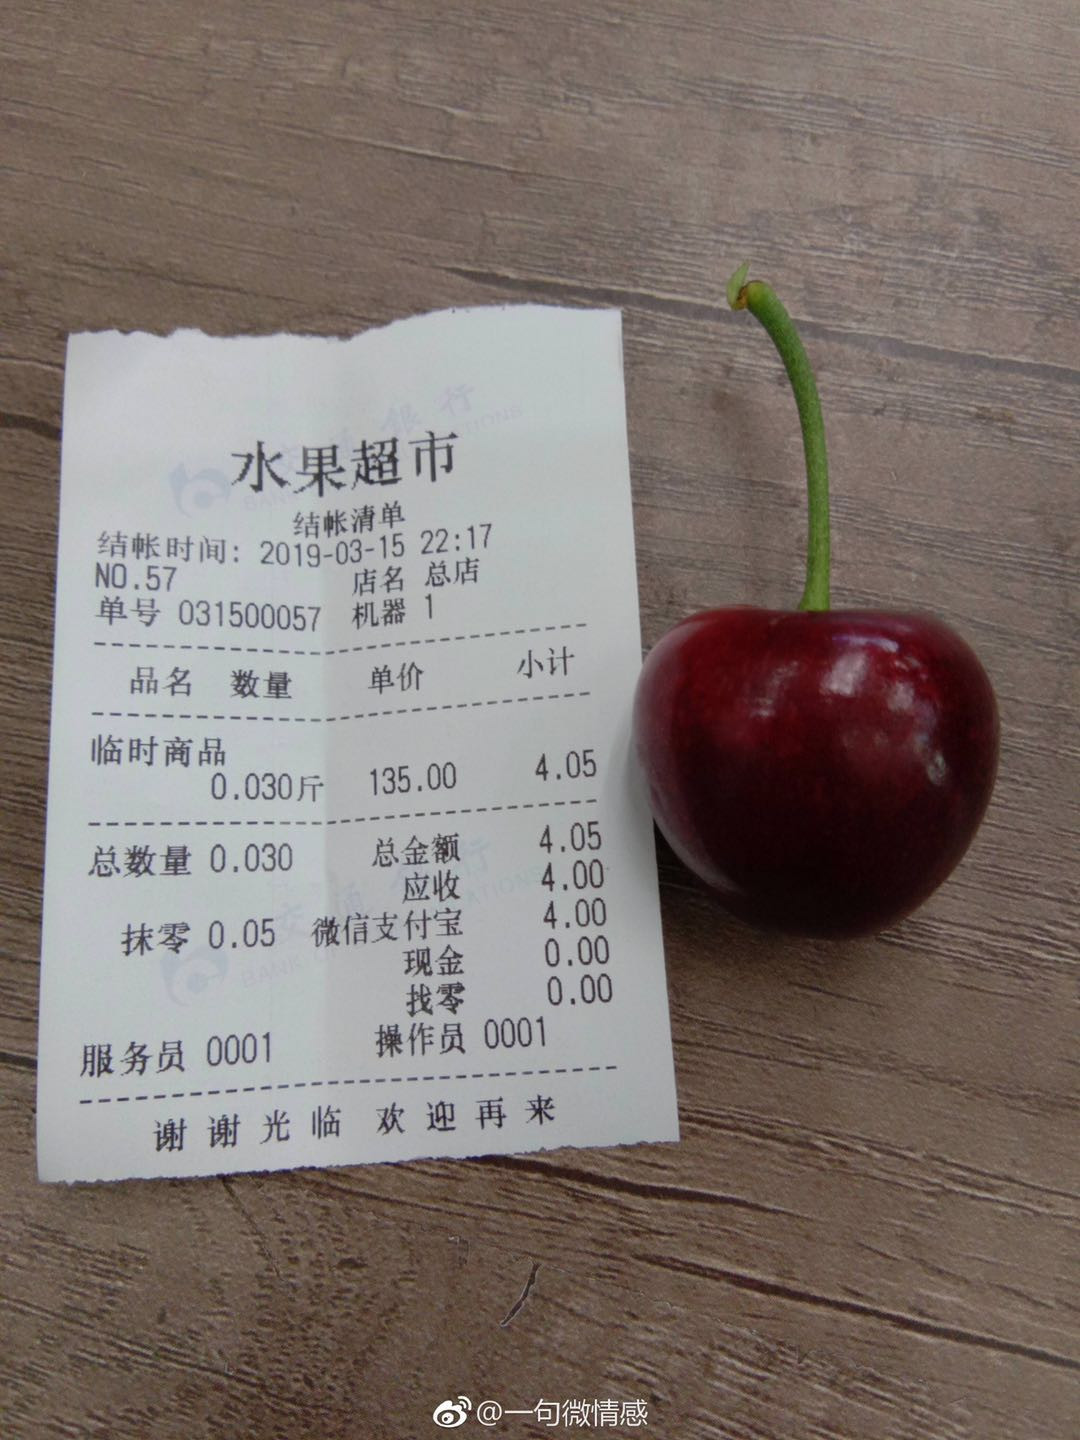 水果超市
结帐清单
结帐时间: 2019-03-15 22:17
NO.57 店名 总店
单号 031500057 机器 1
品名 数量 单价 小计
临时商品
0.030斤 135.00 4.05
总数量 0.030 总金额 4.05
应收 4.00
抹零 0.05 微信支付宝 4.00
现金 0.00
找零 0.00
服务员 0001 操作员 0001
谢谢光临 欢迎再来
@一句微情感